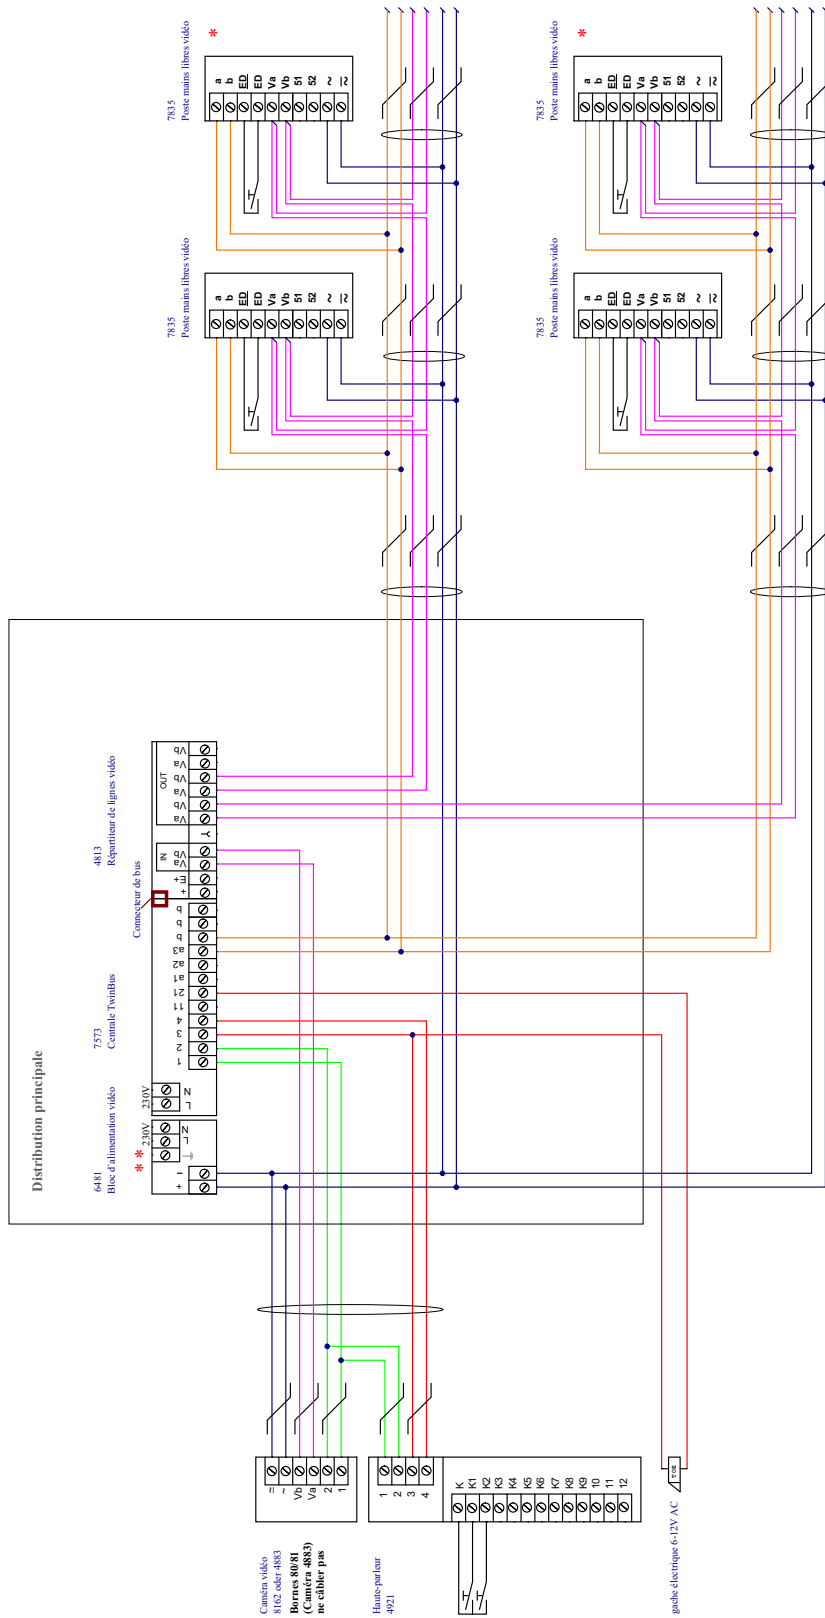 *
7835
Poste mains libres vidéo
a
b
ED
ED
Va
Vb
51
52
~
|~
*
7835
Poste mains libres vidéo
a
b
ED
ED
Va
Vb
51
52
~
|~
7835
Poste mains libres vidéo
a
b
ED
ED
Va
Vb
51
52
~
|~
7835
Poste mains libres vidéo
a
b
ED
ED
Va
Vb
51
52
~
|~
Distribution principale
4813
Répartiteur de lignes vidéo
OUT
Vb
Va
Vb
Va
Vb
Va
Y
IN
Vb
Va
E+
+
Connecteur de bus
7573
Centrale TwinBus
b
b
b
a3
a2
a1
21
11
4
3
2
1
230V
N
L
6481
Bloc d'alimentation vidéo
**
230V
N
L
-
+
Caméra vidéo
8162 oder 4883
Bornes 80/81
(Caméra 4883)
ne câbler pas
~
Vb
Va
2
1
Haute-parleur
4921
1
2
3
4
K
K1
K2
K3
K4
K5
K6
K7
K8
K9
10
11
12
gache électrique 6-12V AC
TOE